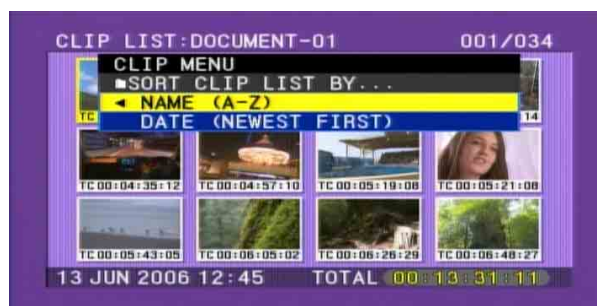 CLIP LIST:DOCUMENT-01 001/034
CLIP MENU
SORT CLIP LIST BY...
NAME (A-Z)
DATE (NEWEST FIRST)
TC 14
TC 00:04:35:12 TC 00:04:57:10 TC 00:05:19:08 TC 00:05:21:08
TC 00:05:43:05 TC 00:06:05:02 TC 00:06:26:29 TC 00:06:48:27
13 JUN 2006 12:45 TOTAL 00:13:31:11